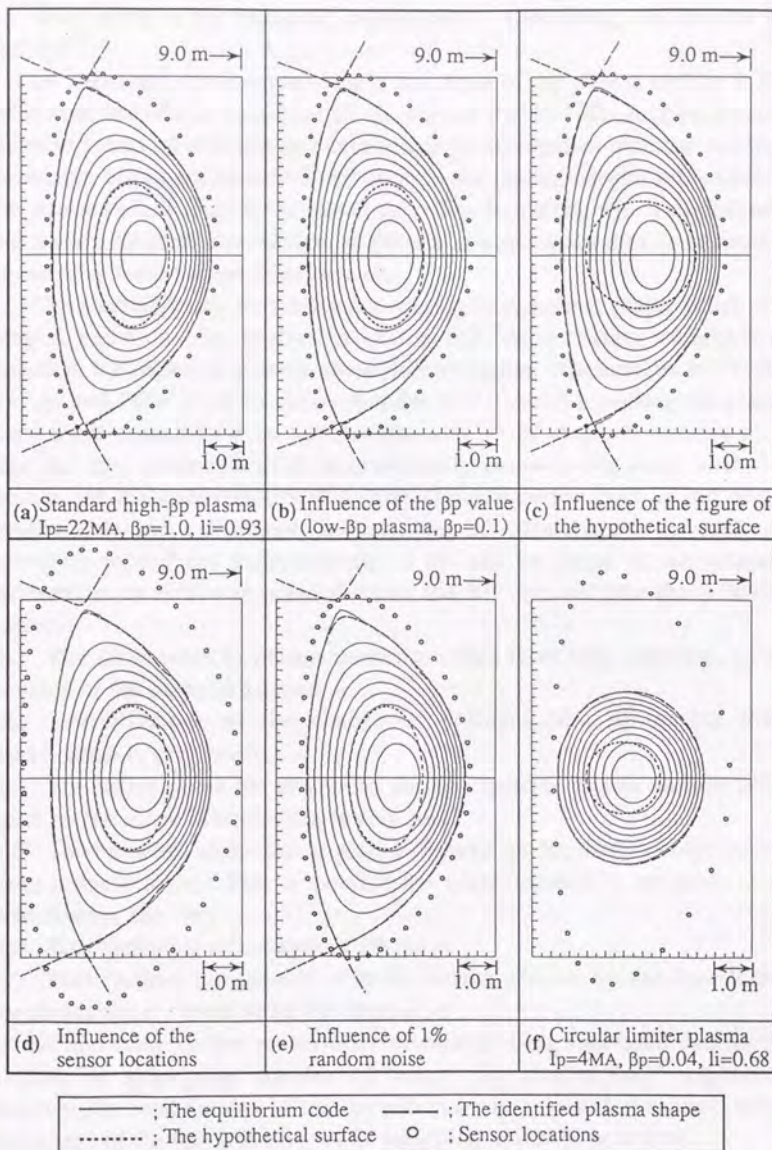 9.0 m
9.0 m
9.0 m
1.0 m
1.0 m
1.0 m
(a) Standard high-βp plasma
Ip=22MA, βp=1.0, li=0.93
(b) Influence of the βp value
(low-βp plasma, βp=0.1)
(c) Influence of the figure of
the hypothetical surface
9.0 m
9.0 m
9.0 m
1.0 m
1.0 m
1.0 m
(d) Influence of the
sensor locations
(e) Influence of 1%
random noise
(f) Circular limiter plasma
Ip=4MA, βp=0.04, li=0.68
: The equilibrium code
: The identified plasma shape
: The hypothetical surface
: Sensor locations